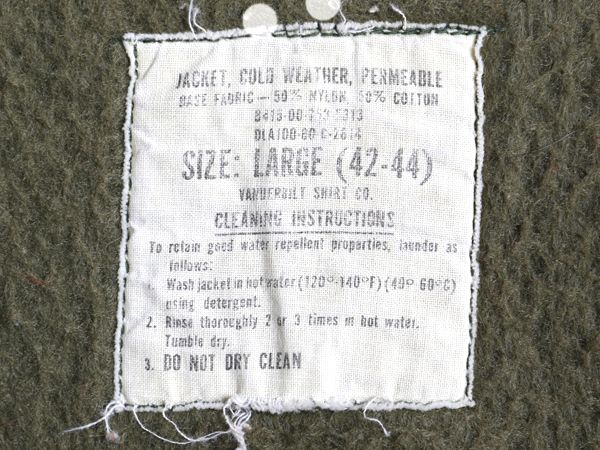 JACKET, COLD WEATHER, PERMEABLE
BASE FABRIC — 50% NYLON, 50% COTTON
DLA100-80-C-2614
SIZE: LARGE (42-44)
VANDERBILT SHIRT CO.
CLEANING INSTRUCTIONS
To retain good water repellent properties, launder as
follows:
1. Wash jacket in hot water (120°-140°F) (49° 60°C)
using detergent.
2. Rinse thoroughly 2 or 3 times in hot water.
Tumble dry.
3. DO NOT DRY CLEAN